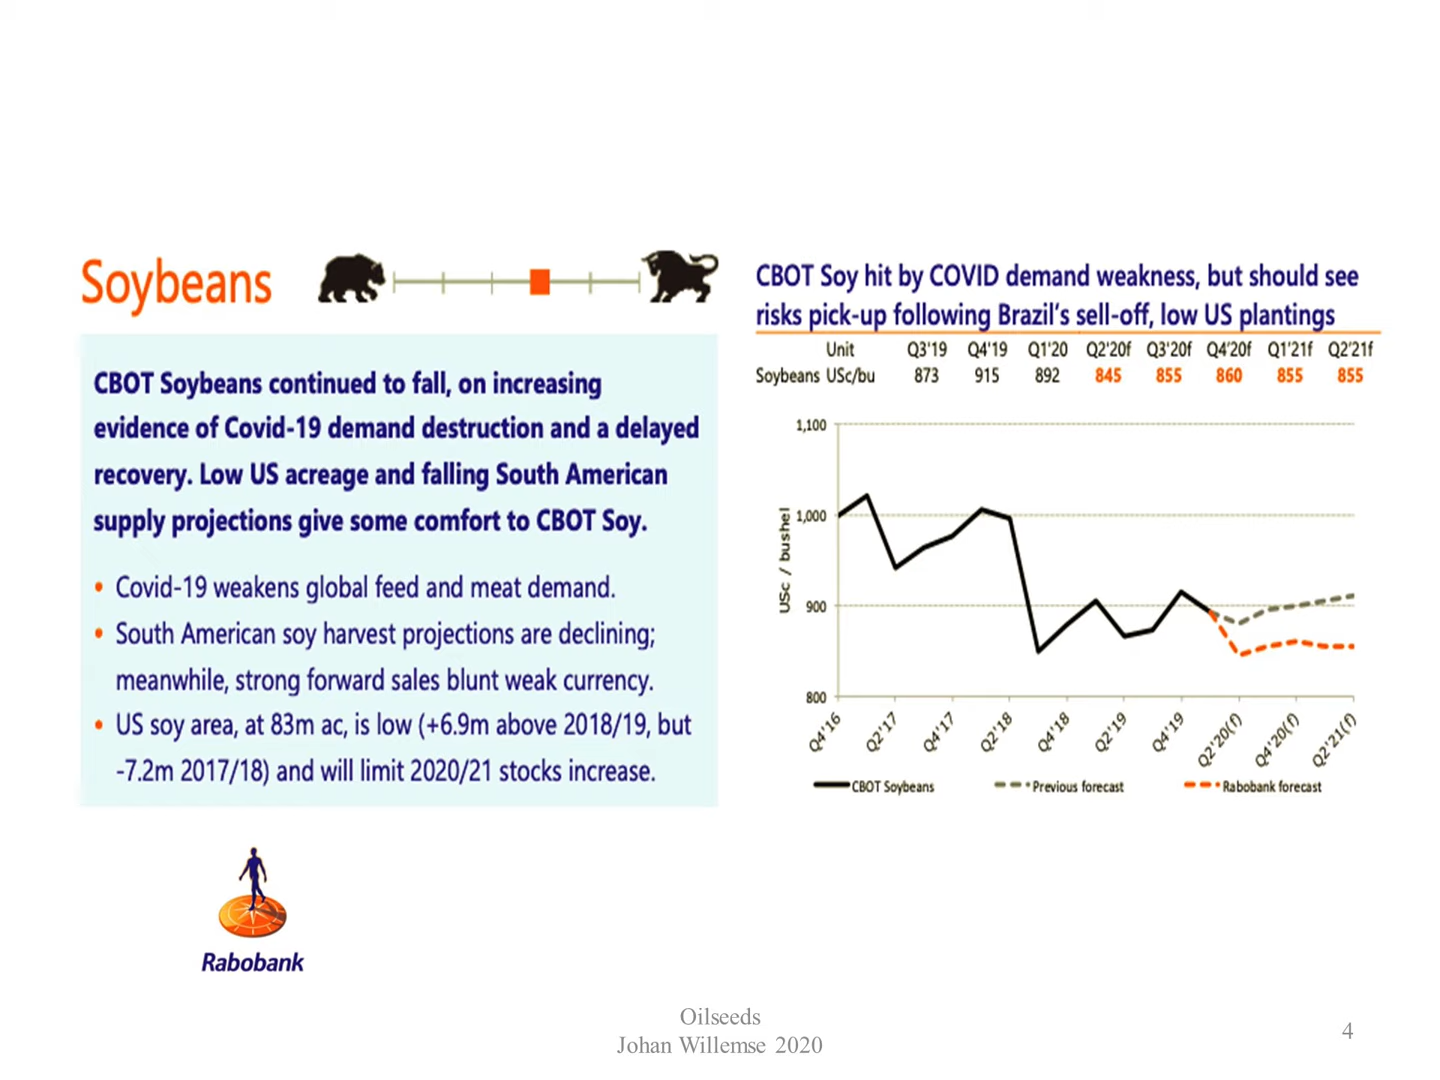 Soybeans
CBOT Soybeans continued to fall, on increasing
evidence of Covid-19 demand destruction and a delayed
recovery. Low US acreage and falling South American
supply projections give some comfort to CBOT Soy.
• Covid-19 weakens global feed and meat demand.
• South American soy harvest projections are declining;
meanwhile, strong forward sales blunt weak currency.
• US soy area, at 83m ac, is low (+6.9m above 2018/19, but
-7.2m 2017/18) and will limit 2020/21 stocks increase.
Rabobank
CBOT Soy hit by COVID demand weakness, but should see
risks pick-up following Brazil's sell-off, low US plantings
Unit Q3'19 Q4'19 Q1'20 Q2'20f Q3'20f Q4'20f Q1'21f Q2'21f
Soybeans USc/bu 873 915 892 845 855 860 855 855
USc / bushel
1,100
1,000
900
800
Q4'16 Q2'17 Q4'17 Q2'18 Q4'18 Q2'19 Q4'19 Q2'20(f) Q4'20(f) Q2'21(f)
CBOT Soybeans Previous forecast Rabobank forecast
Oilseeds
Johan Willemse 2020
4